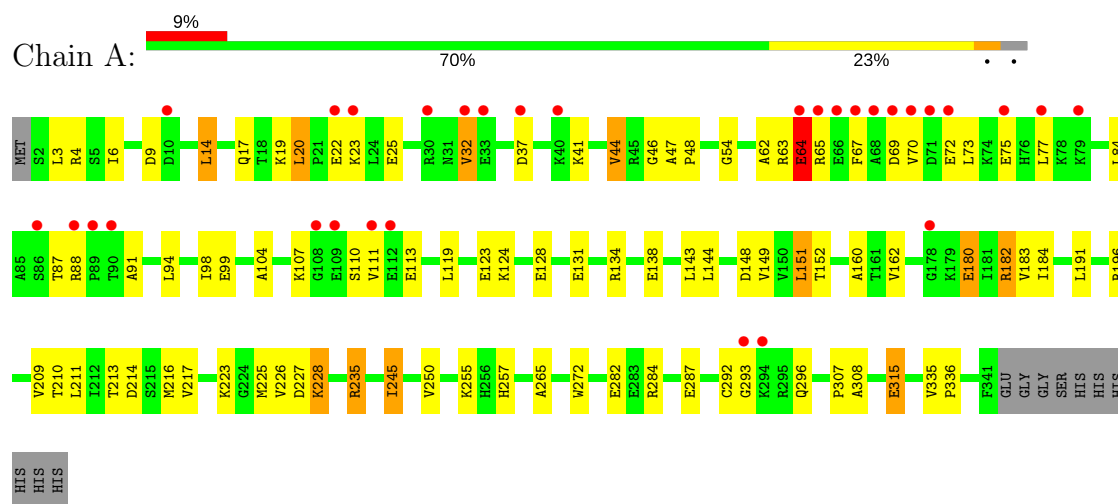 9%
Chain A:
70% 23% • •
MET S2 L3 R4 S5 I6 D9 D10 L14 Q17 T18 K19 L20 P21 E22 K23 L24 E25 R30 N31 V32 E33 D37 K40 K41 V44 R45 G46 A47 P48 G54 A62 R63 E64 R65 E66 F67 A68 D69 V70 D71 E72 L73 K74 E75 H76 L77 K78 K79 L84
A85 S86 T87 R88 P89 T90 A91 L94 I98 E99 A104 K107 G108 E109 S110 V111 E112 E113 L119 E123 K124 E128 E131 R134 E138 L143 L144 D148 V149 V150 L151 T152 A160 T161 V162 G178 K179 E180 I181 R182 V183 I184 L191
V209 T210 L211 I212 T213 D214 S215 M216 V217 K223 G224 M225 V226 D227 K228 R235 I245 V250 K255 H256 H257 A265 W272 E282 E283 R284 E287 C292 G293 K294 R295 Q296 P307 A308 E315 V335 P336 F341 GLU GLY GLY SER HIS HIS HIS
HIS HIS HIS